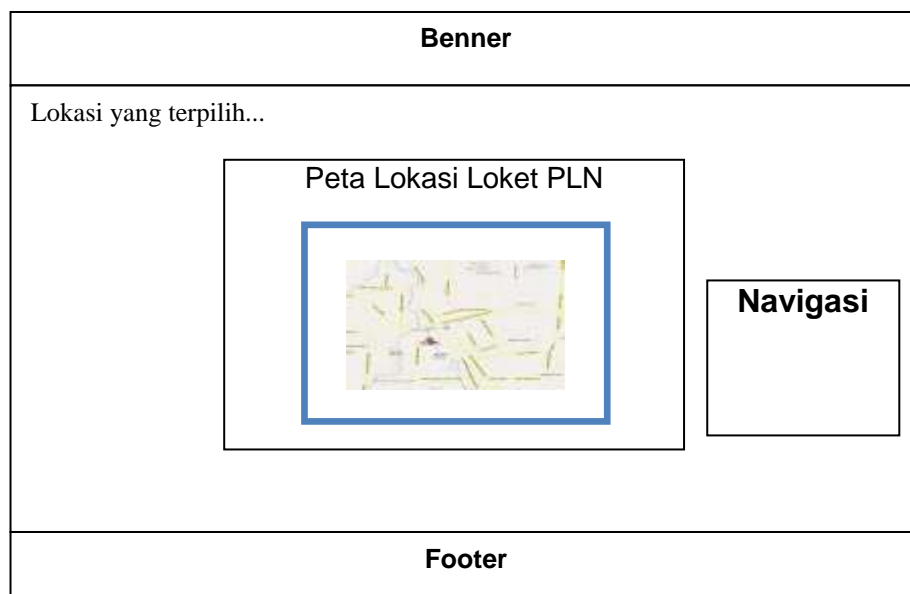 Benner
Lokasi yang terpilih...
Peta Lokasi Loket PLN
Navigasi
Footer